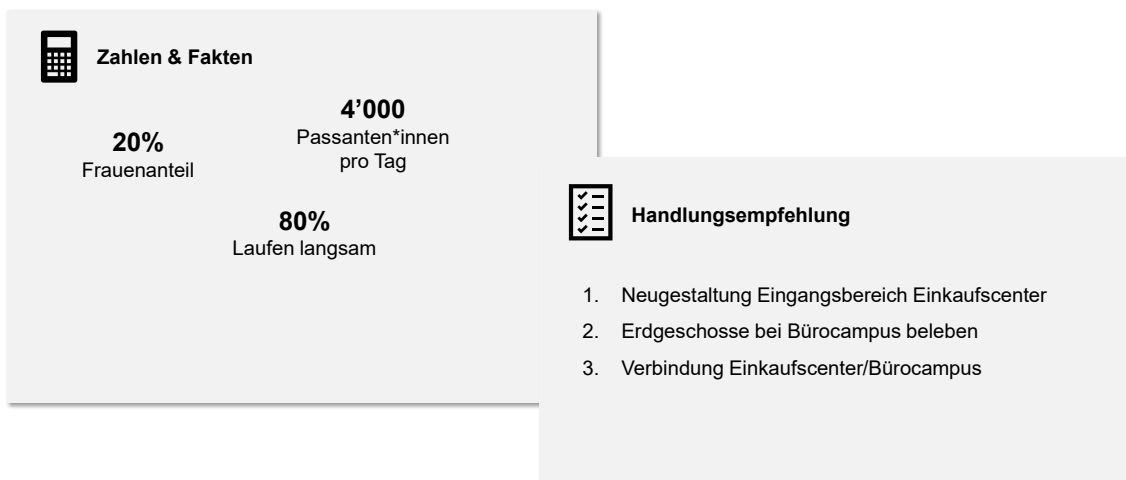 Zahlen & Fakten
4’000
Passanten*innen
pro Tag
20%
Frauenanteil
80%
Laufen langsam
Handlungsempfehlung
1. Neugestaltung Eingangsbereich Einkaufscenter
2. Erdgeschosse bei Bürocampus beleben
3. Verbindung Einkaufscenter/Bürocampus